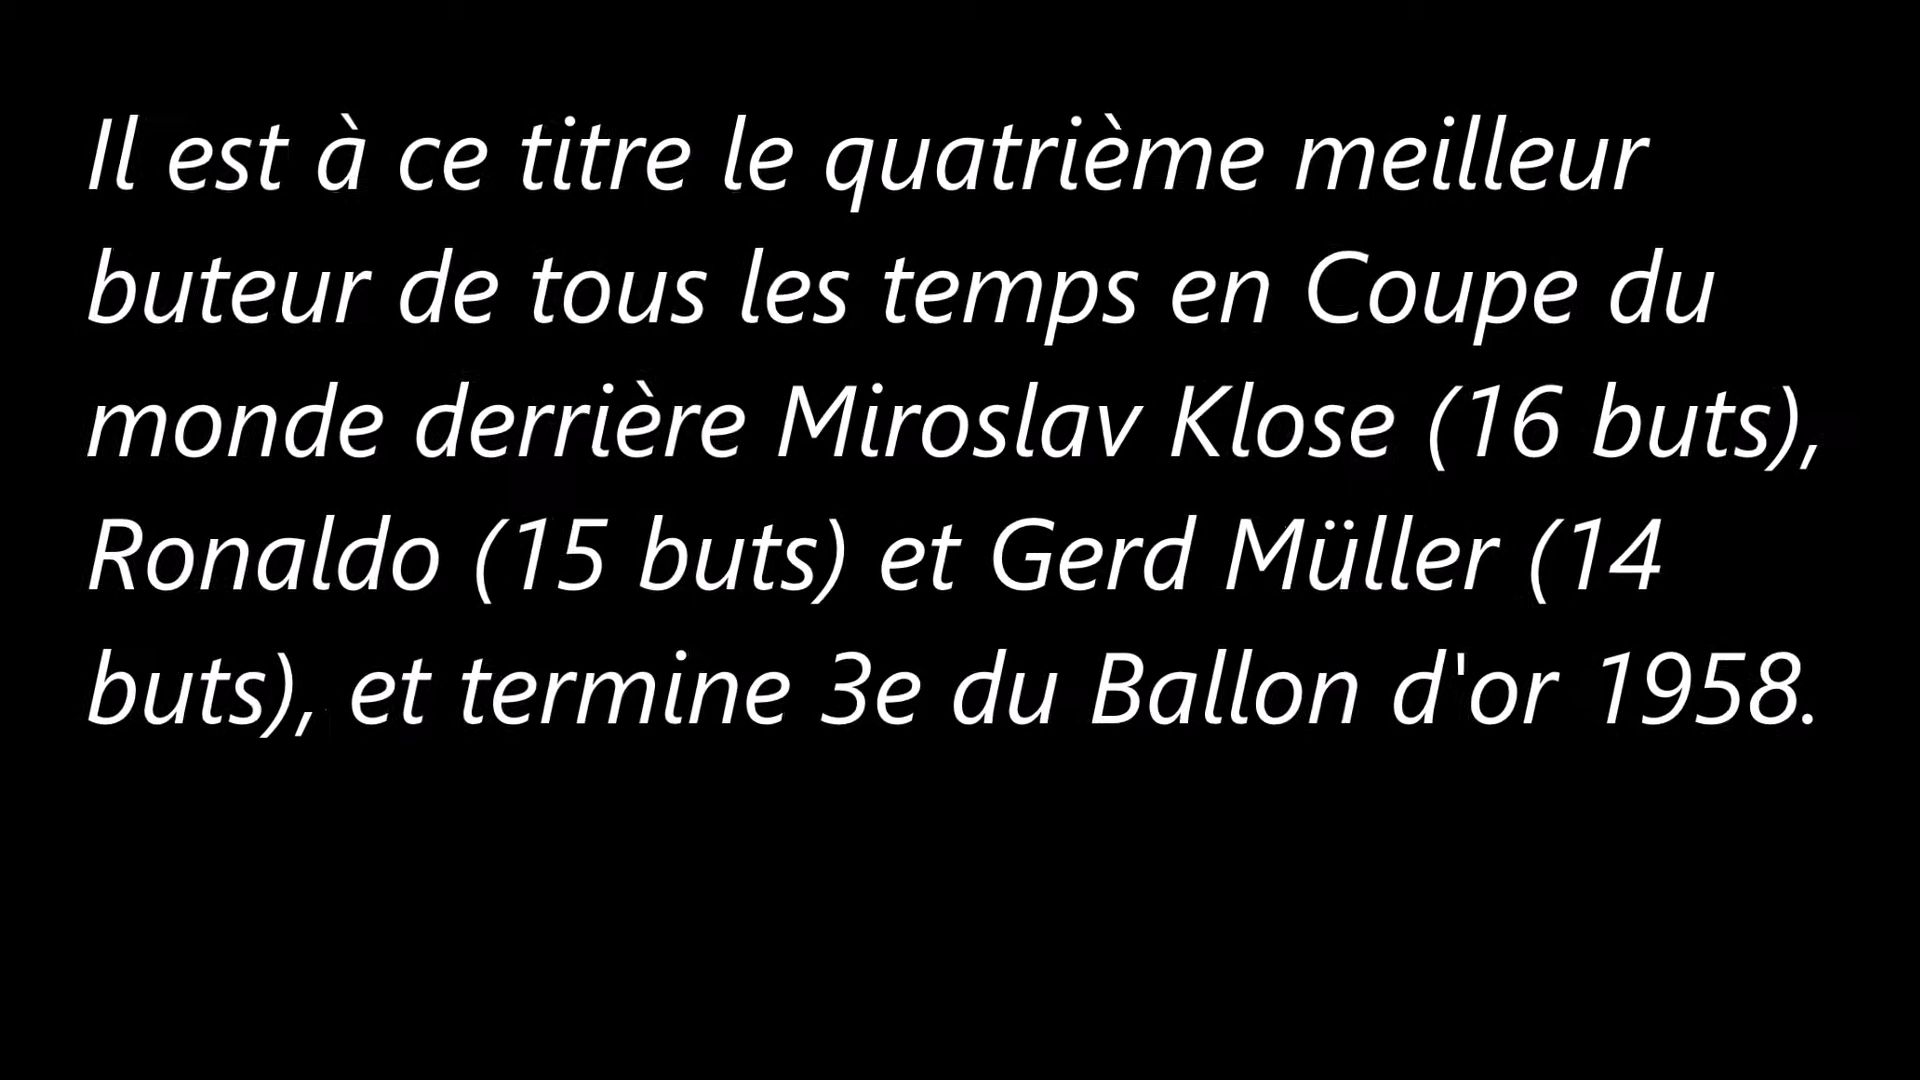 Il est à ce titre le quatrième meilleur
buteur de tous les temps en Coupe du
monde derrière Miroslav Klose (16 buts),
Ronaldo (15 buts) et Gerd Müller (14
buts), et termine 3e du Ballon d'or 1958.